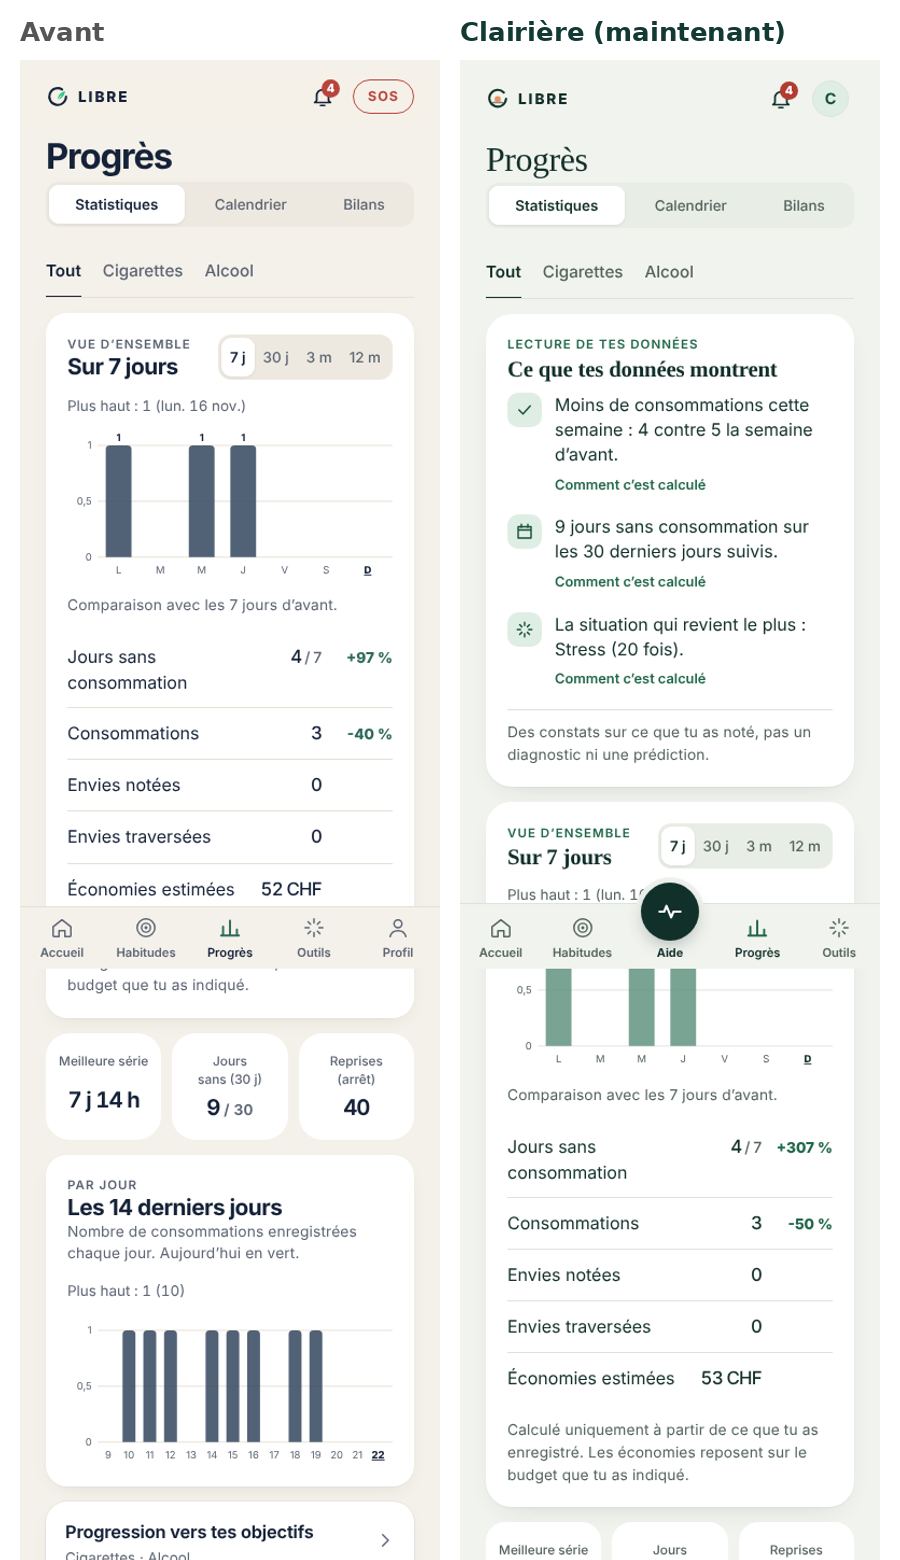 Avant
LIBRE
4
SOS
Progrès
Statistiques
Calendrier
Bilans
Tout
Cigarettes
Alcool
VUE D’ENSEMBLE
Sur 7 jours
7 j
30 j
3 m
12 m
Plus haut : 1 (lun. 16 nov.)
1
1
1
1
0,5
0
L
M
M
J
V
S
D
Comparaison avec les 7 jours d’avant.
Jours sans
consommation
4 / 7
+97 %
Consommations
3
-40 %
Envies notées
0
Envies traversées
0
Économies estimées
52 CHF
Accueil
Habitudes
Progrès
Outils
Profil
budget que tu as indiqué.
Meilleure série
7 j 14 h
Jours
sans (30 j)
9 / 30
Reprises
(arrêt)
40
PAR JOUR
Les 14 derniers jours
Nombre de consommations enregistrées
chaque jour. Aujourd’hui en vert.
Plus haut : 1 (10)
1
0,5
0
9
10
11
12
13
14
15
16
17
18
19
20
21
22
Progression vers tes objectifs
Cigarettes · Alcool
Clairière (maintenant)
LIBRE
4
C
Progrès
Statistiques
Calendrier
Bilans
Tout
Cigarettes
Alcool
LECTURE DE TES DONNÉES
Ce que tes données montrent
Moins de consommations cette
semaine : 4 contre 5 la semaine
d’avant.
Comment c’est calculé
9 jours sans consommation sur
les 30 derniers jours suivis.
Comment c’est calculé
La situation qui revient le plus :
Stress (20 fois).
Comment c’est calculé
Des constats sur ce que tu as noté, pas un
diagnostic ni une prédiction.
VUE D’ENSEMBLE
Sur 7 jours
7 j
30 j
3 m
12 m
Plus haut : 1 (lun.
Accueil
Habitudes
Aide
Progrès
Outils
0,5
0
L
M
M
J
V
S
D
Comparaison avec les 7 jours d’avant.
Jours sans
consommation
4 / 7
+307 %
Consommations
3
-50 %
Envies notées
0
Envies traversées
0
Économies estimées
53 CHF
Calculé uniquement à partir de ce que tu as
enregistré. Les économies reposent sur le
budget que tu as indiqué.
Meilleure série
Jours
Reprises